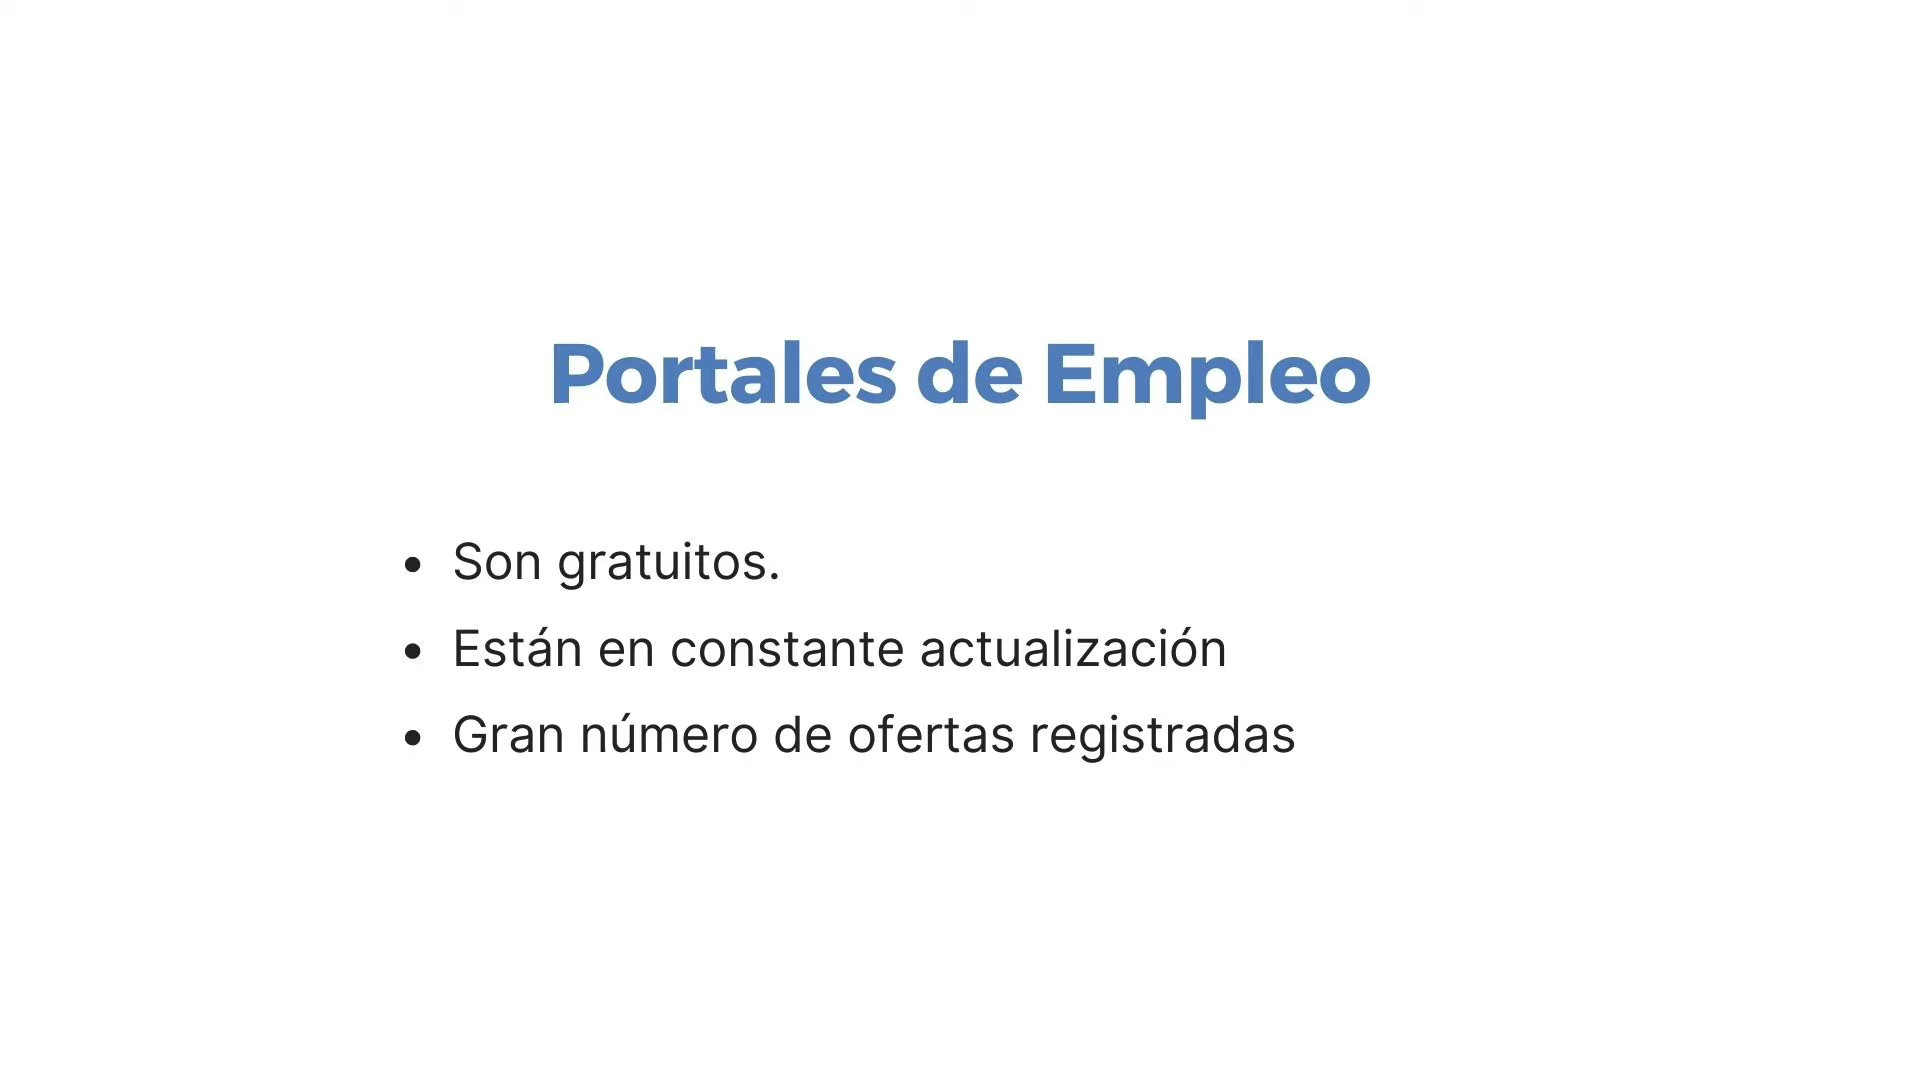 Portales de Empleo
• Son gratuitos.
• Están en constante actualización
• Gran número de ofertas registradas